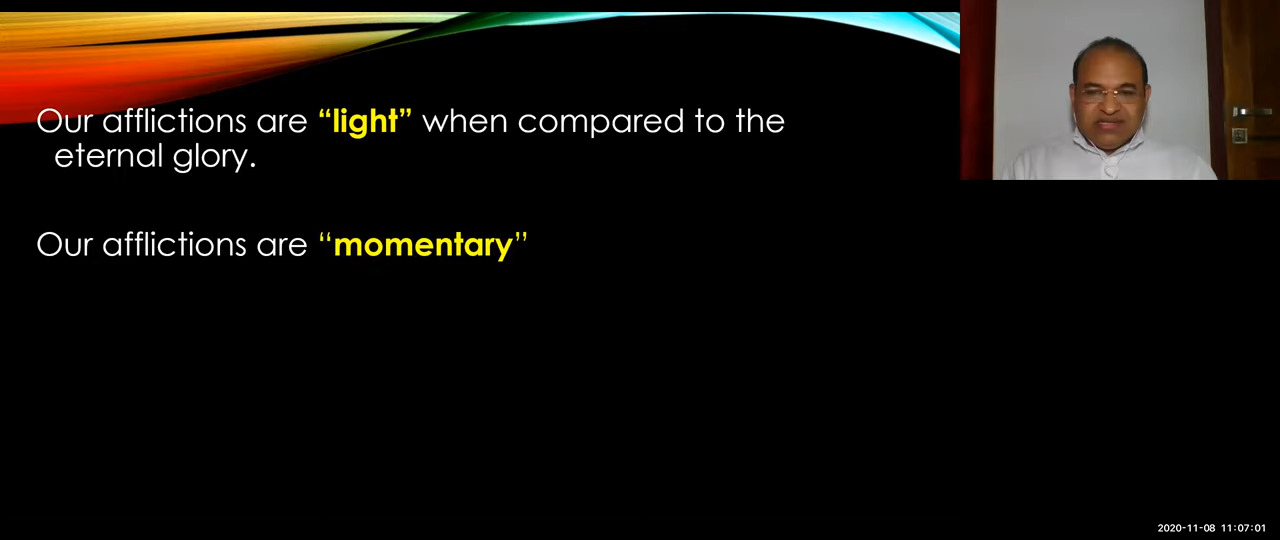 Our afflictions are “light” when compared to the
eternal glory.
Our afflictions are “momentary”
2020-11-08 11:07:01